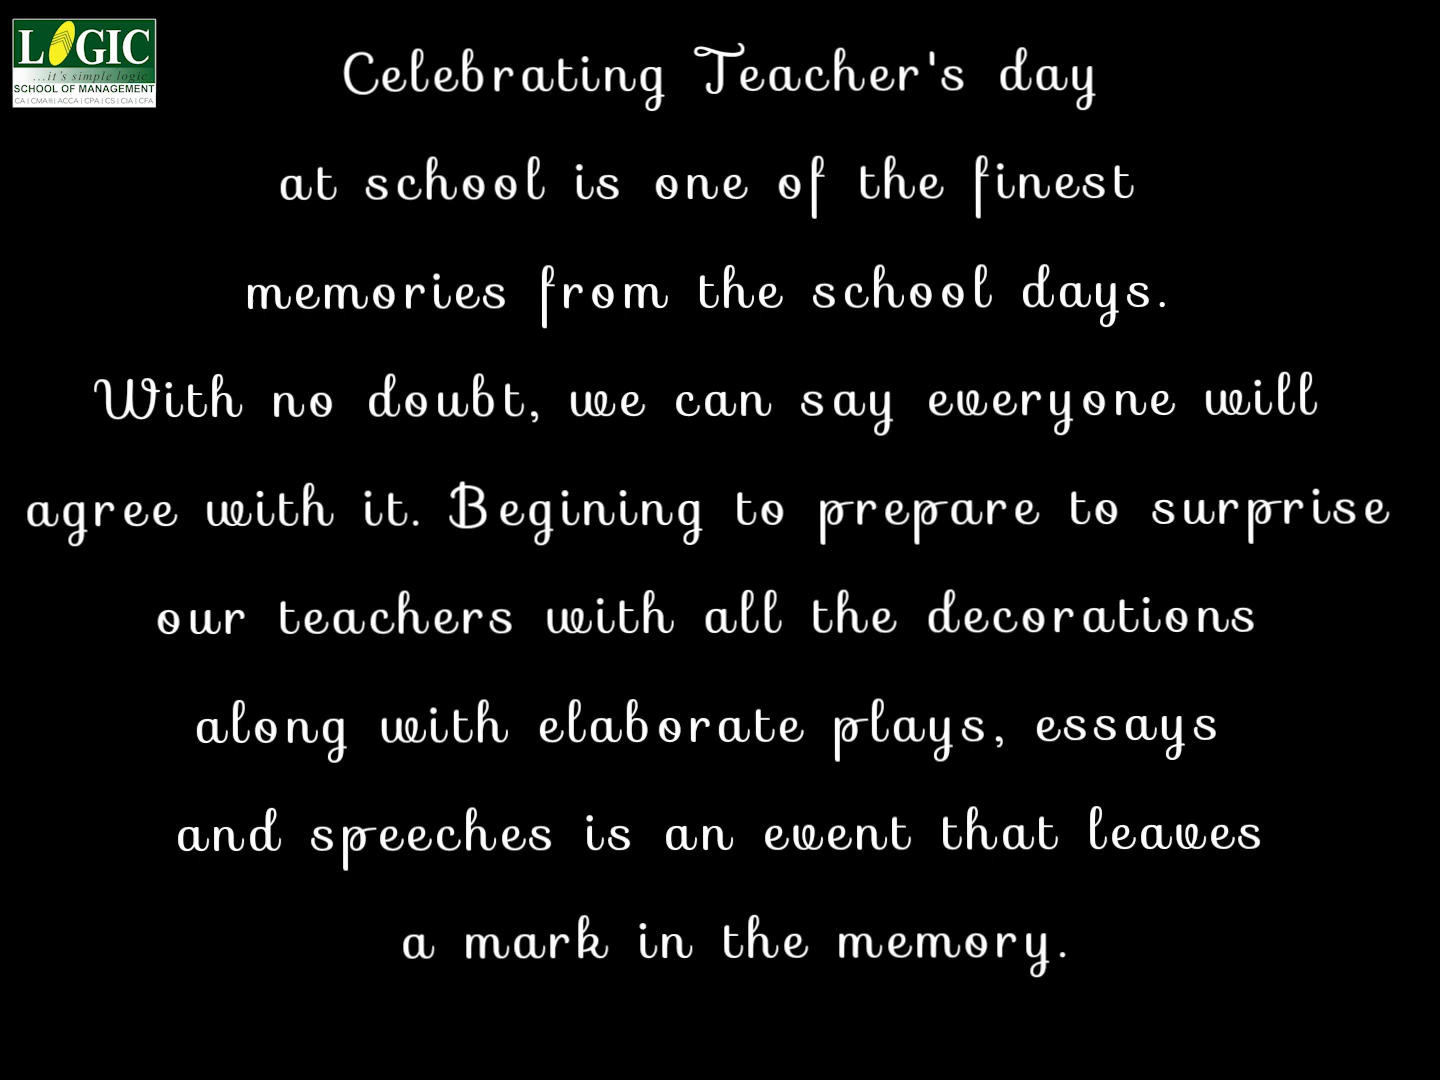 LOGIC
...it's simple logic
SCHOOL OF MANAGEMENT
CA | CMA® | ACCA | CPA | CS | CIA | CFA
Celebrating Teacher's day
at school is one of the finest
memories from the school days.
With no doubt, we can say everyone will
agree with it. Begining to prepare to surprise
our teachers with all the decorations
along with elaborate plays, essays
and speeches is an event that leaves
a mark in the memory.